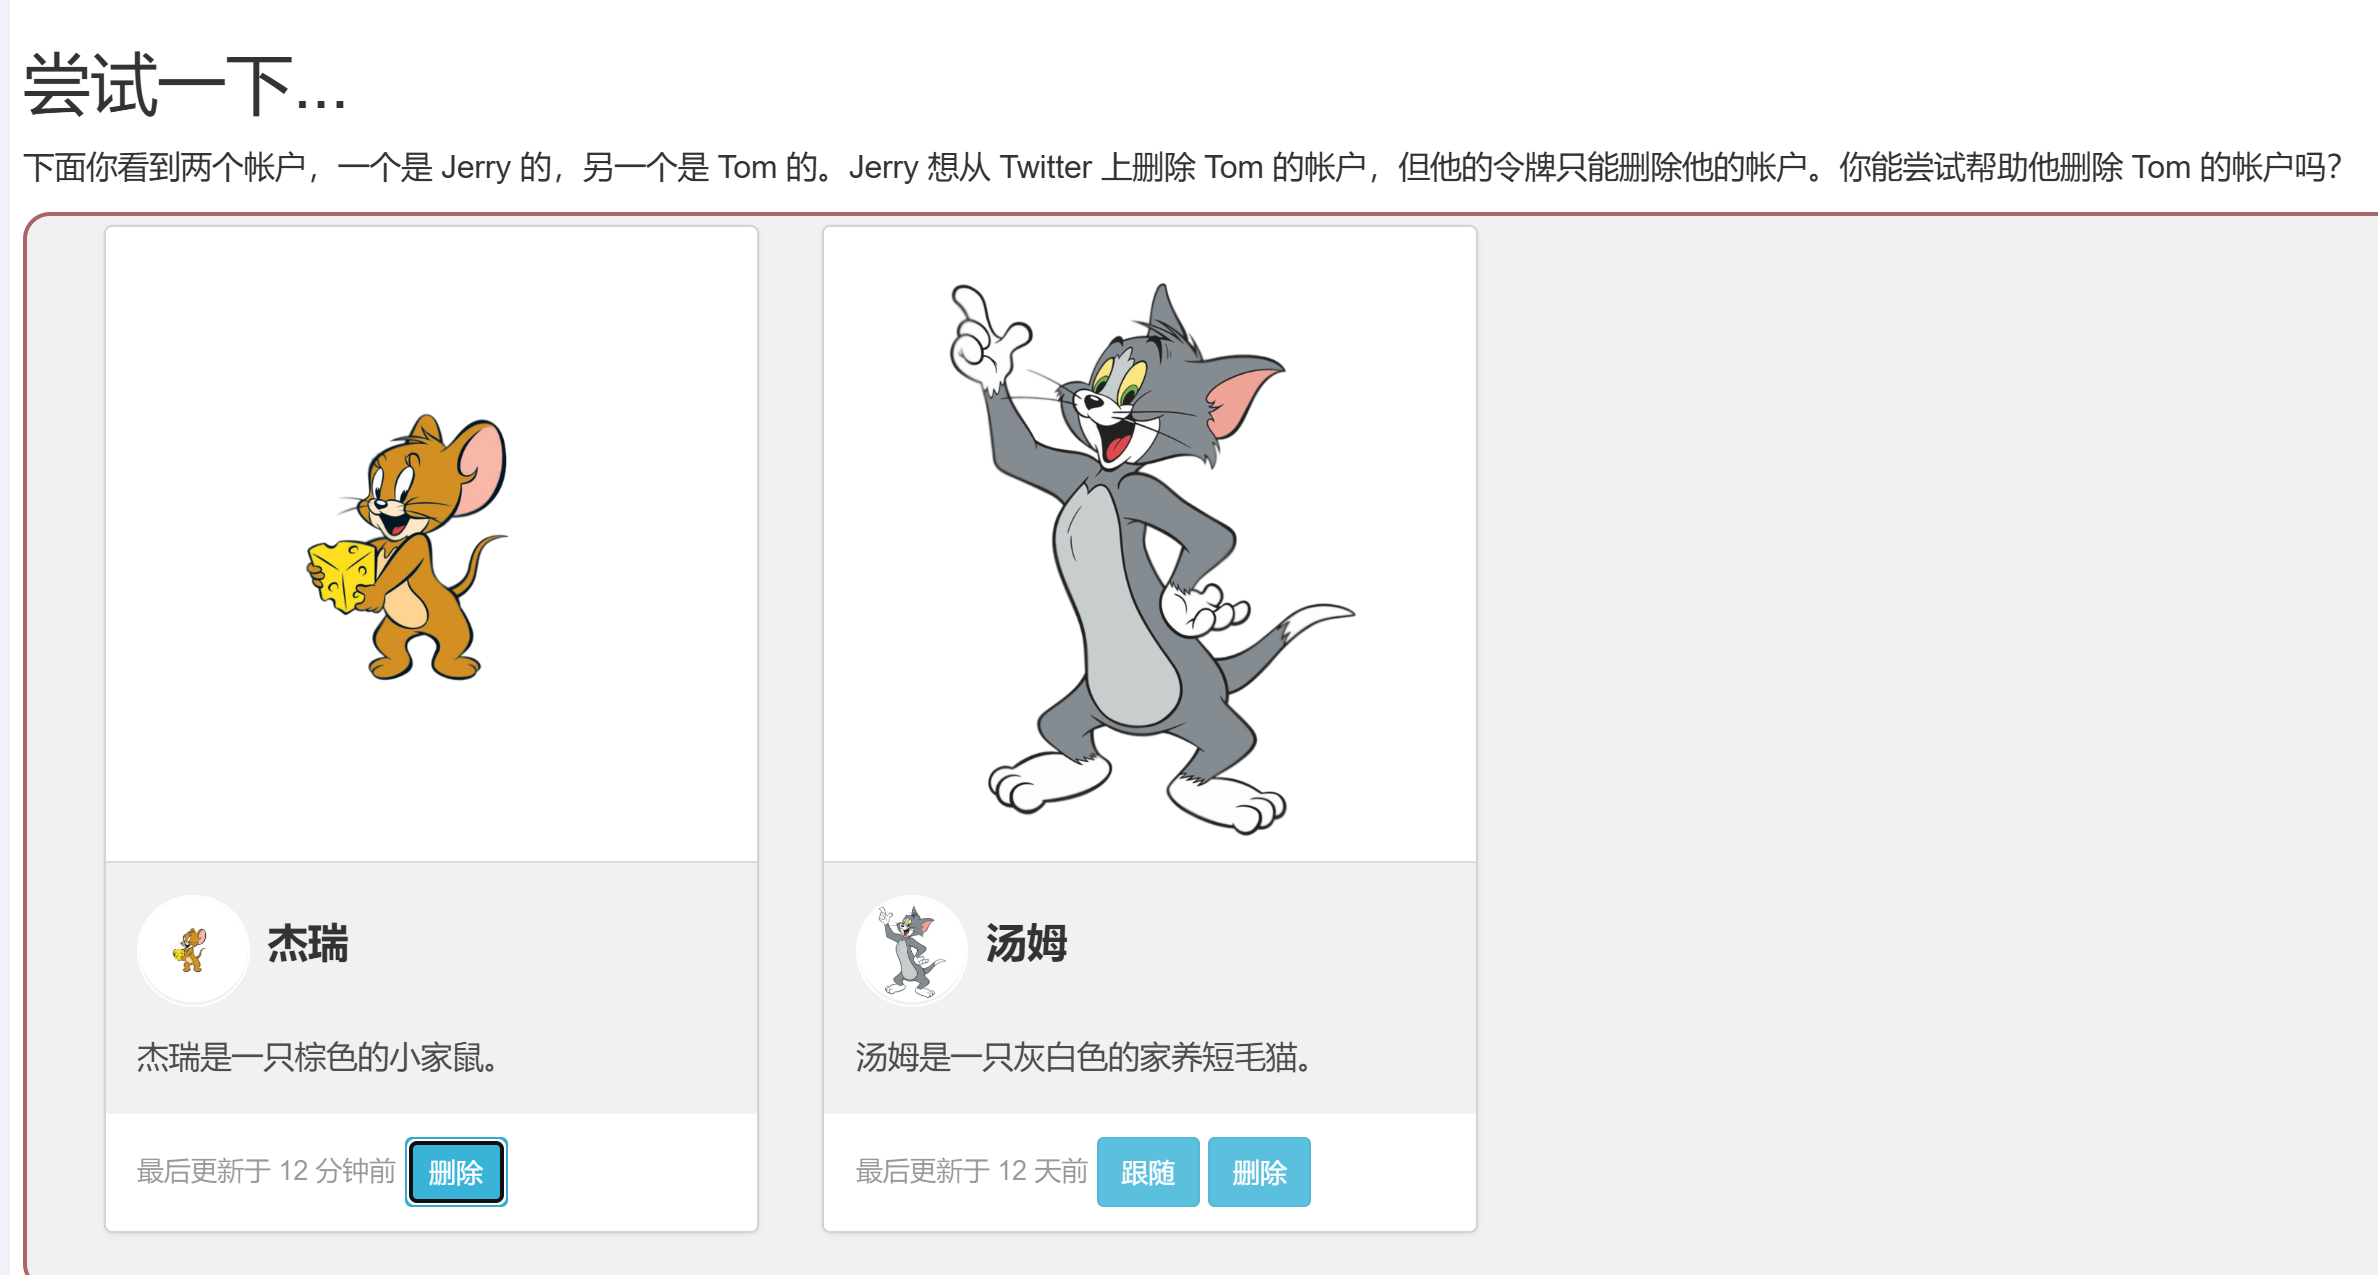 尝试一下...
下面你看到两个帐户，一个是 Jerry 的，另一个是 Tom 的。Jerry 想从 Twitter 上删除 Tom 的帐户，但他的令牌只能删除他的帐户。你能尝试帮助他删除 Tom 的帐户吗？
杰瑞
杰瑞是一只棕色的小家鼠。
最后更新于 12 分钟前 删除
汤姆
汤姆是一只灰白色的家养短毛猫。
最后更新于 12 天前 跟随 删除